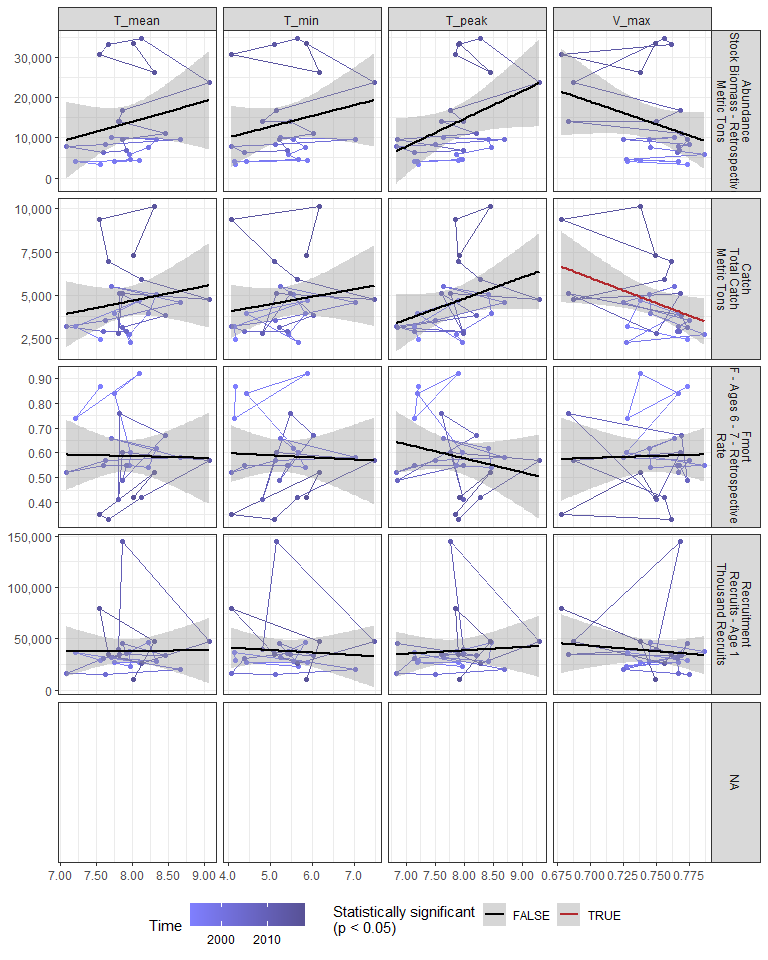 T_mean T_min T_peak V_max
30,000
20,000
10,000
0
Abundance
Stock Biomass - Retrospectiv
Metric Tons
10,000
7,500
5,000
2,500
Catch
Total Catch
Metric Tons
0.90
0.80
0.70
0.60
0.50
0.40
Fmort
F - Ages 6 - 7 - Retrospective
Rate
150,000
100,000
50,000
0
Recruitment
Recruits - Age 1
Thousand Recruits
NA
7.00 7.50 8.00 8.50 9.00 4.0 5.0 6.0 7.0 7.00 7.50 8.00 8.50 9.00 9.40 0.675 0.700 0.725 0.750 0.775
Time
2000 2010
Statistically significant
(p < 0.05)
FALSE TRUE